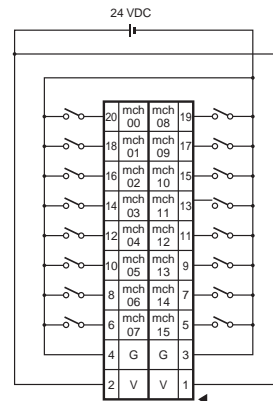 24 VDC
20 mch 00 mch 08 19
18 mch 01 mch 09 17
16 mch 02 mch 10 15
14 mch 03 mch 11 13
12 mch 04 mch 12 11
10 mch 05 mch 13 9
8 mch 06 mch 14 7
6 mch 07 mch 15 5
4 G G 3
2 V V 1